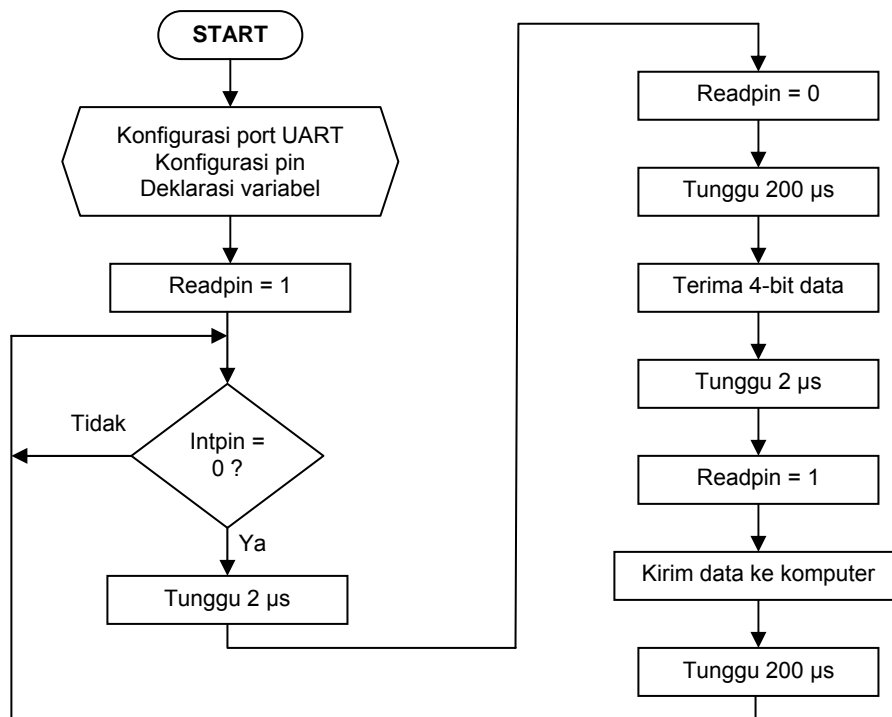 START
Konfigurasi port UART
Konfigurasi pin
Deklarasi variabel
Readpin = 1
Tidak
Intpin =
0 ?
Ya
Tunggu 2 µs
Readpin = 0
Tunggu 200 µs
Terima 4-bit data
Tunggu 2 µs
Readpin = 1
Kirim data ke komputer
Tunggu 200 µs